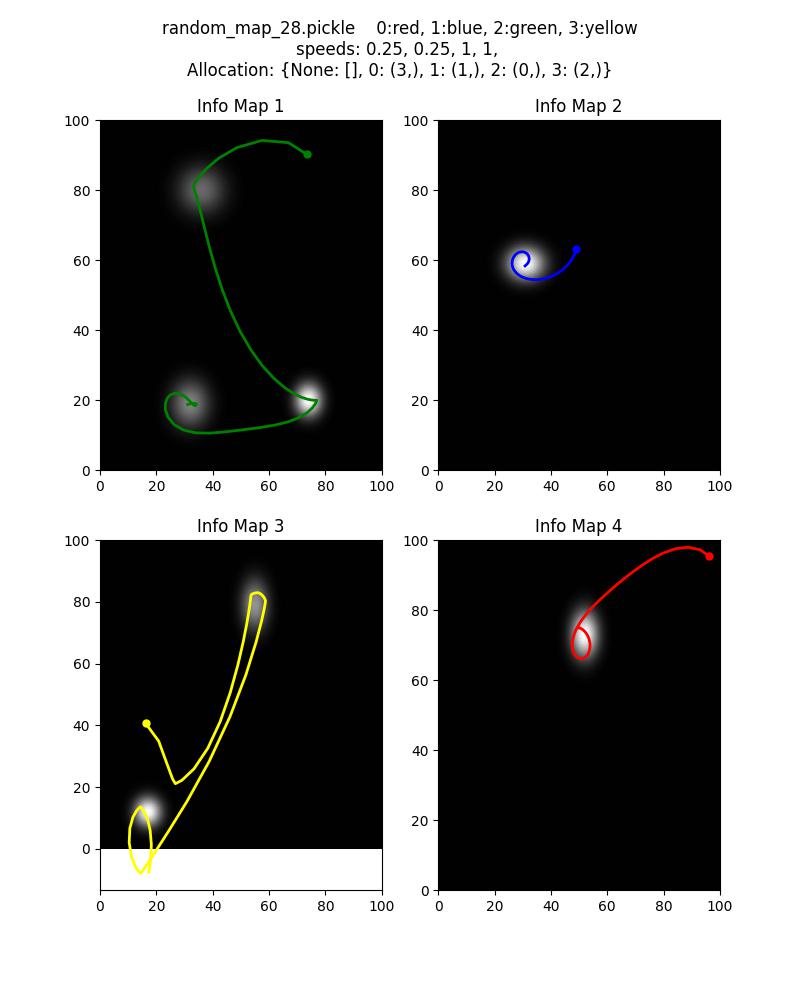 random_map_28.pickle    0:red, 1:blue, 2:green, 3:yellow
speeds: 0.25, 0.25, 1, 1,
Allocation: {None: [], 0: (3,), 1: (1,), 2: (0,), 3: (2,)}
Info Map 1
Info Map 2
100
80
60
40
20
0
0 20 40 60 80 100
100
80
60
40
20
0
0 20 40 60 80 100
Info Map 3
Info Map 4
100
80
60
40
20
0
0 20 40 60 80 100
100
80
60
40
20
0
0 20 40 60 80 100